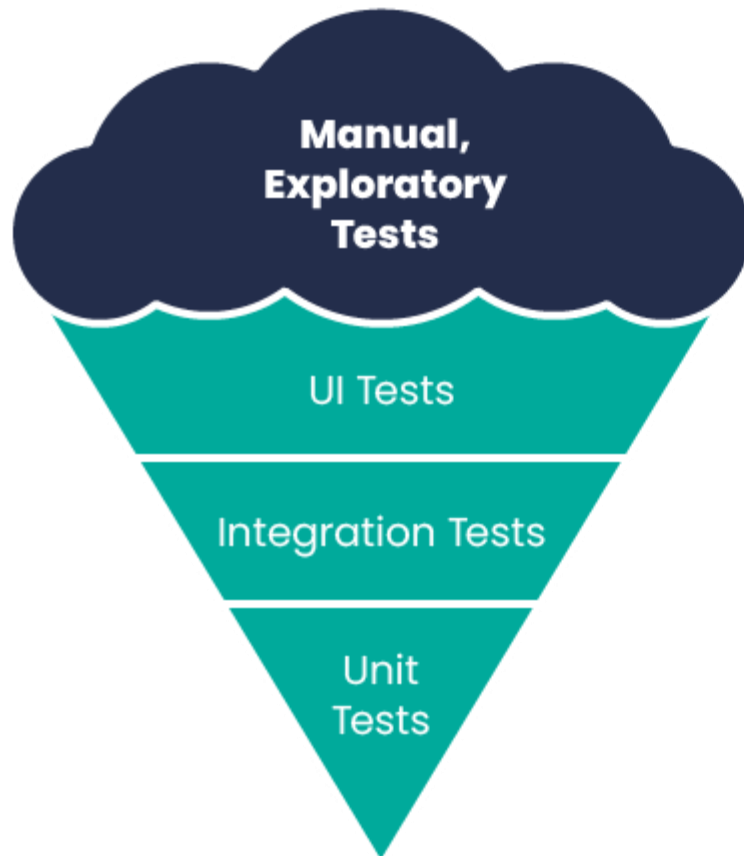 Manual,
Exploratory
Tests
UI Tests
Integration Tests
Unit
Tests